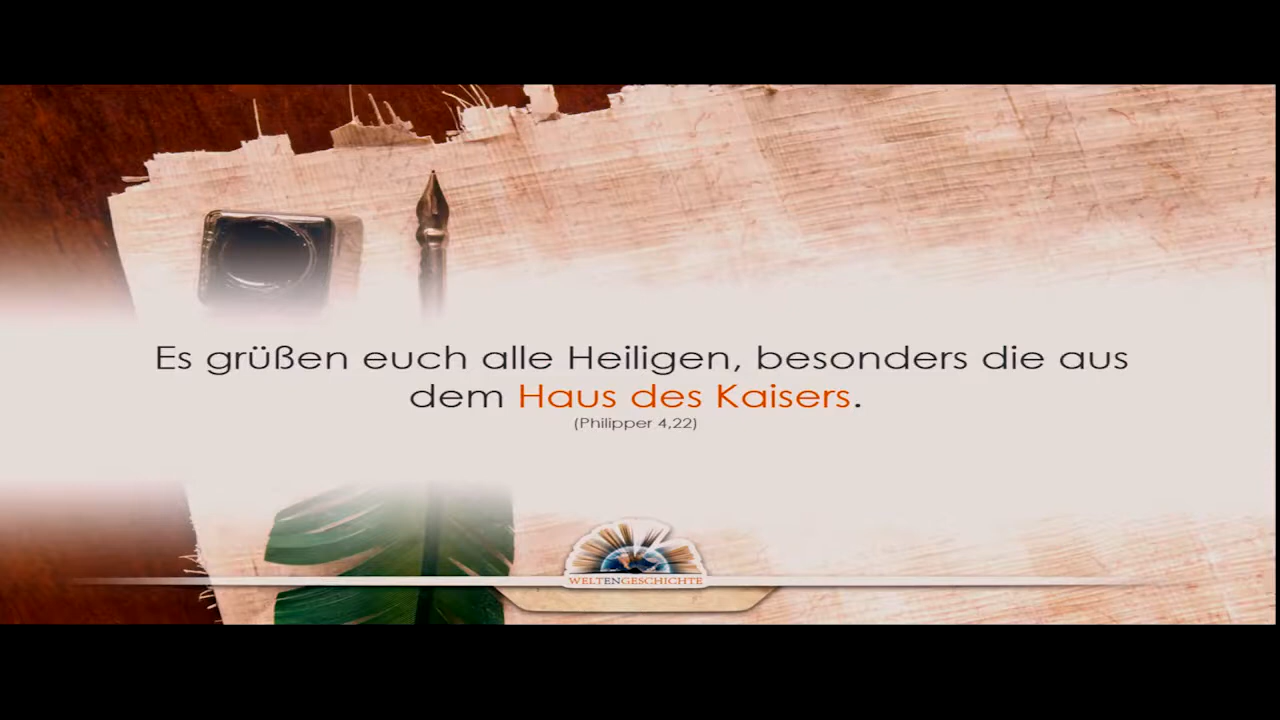 Es grüßen euch alle Heiligen, besonders die aus
dem Haus des Kaisers.
(Philipper 4,22)
WELTENGESCHICHTE